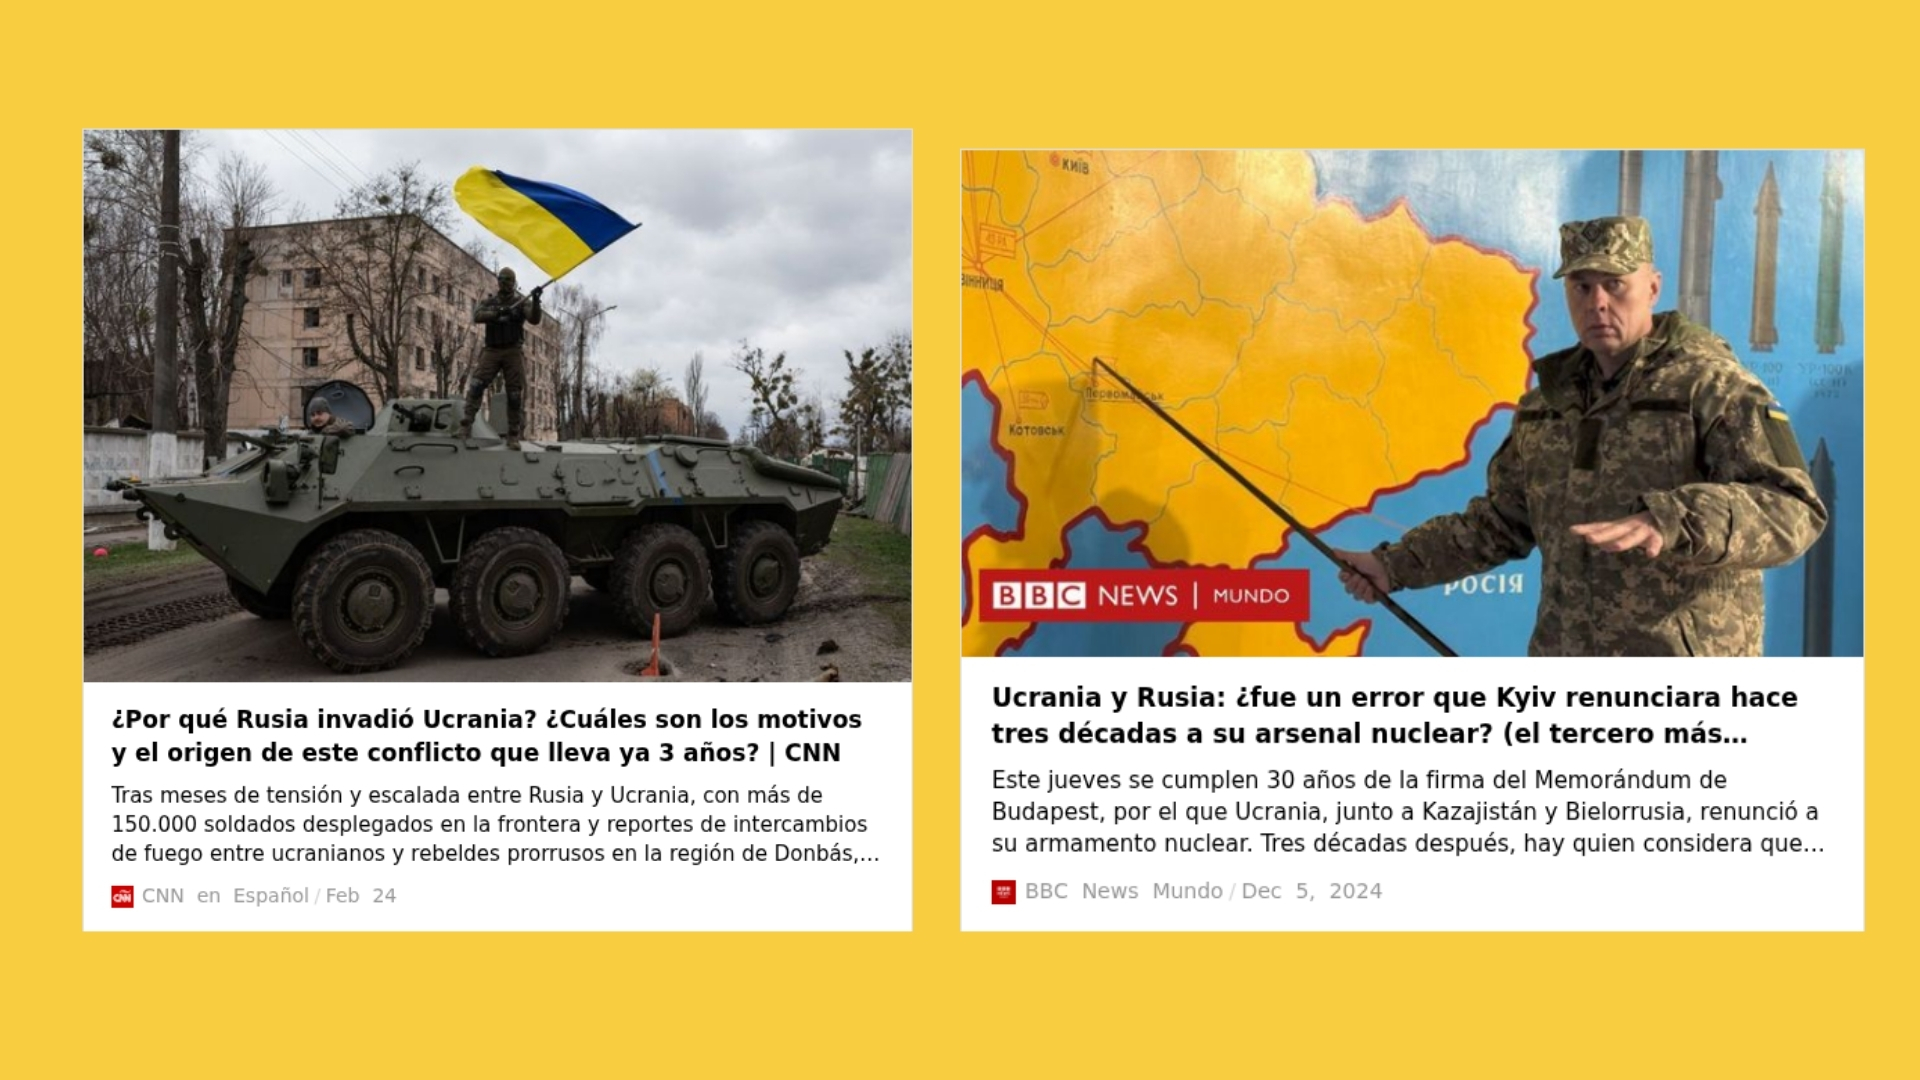 ¿Por qué Rusia invadió Ucrania? ¿Cuáles son los motivos
y el origen de este conflicto que lleva ya 3 años? | CNN
Tras meses de tensión y escalada entre Rusia y Ucrania, con más de
150.000 soldados desplegados en la frontera y reportes de intercambios
de fuego entre ucranianos y rebeldes prorrusos en la región de Donbás,...
CNN en Español / Feb 24
КИЇВ
ВІННИЦЯ
Первомайськ
Котовськ
РОСІЯ
BBC NEWS | MUNDO
Ucrania y Rusia: ¿fue un error que Kyiv renunciara hace
tres décadas a su arsenal nuclear? (el tercero más...
Este jueves se cumplen 30 años de la firma del Memorándum de
Budapest, por el que Ucrania, junto a Kazajistán y Bielorrusia, renunció a
su armamento nuclear. Tres décadas después, hay quien considera que...
BBC News Mundo / Dec 5, 2024